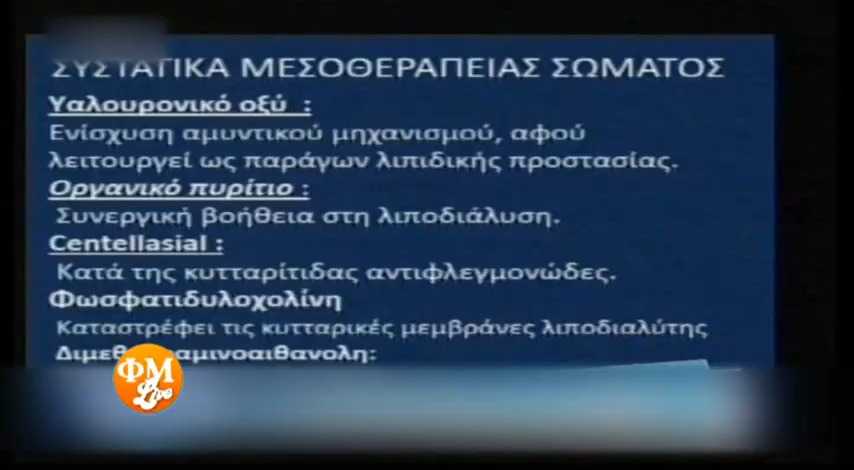 ΣΥΣΤΑΤΙΚΑ ΜΕΣΟΘΕΡΑΠΕΙΑΣ ΣΩΜΑΤΟΣ
Υαλουρονικό οξύ :
Ενίσχυση αμυντικού μηχανισμού, αφού
λειτουργεί ως παράγων λιπιδικής προστασίας.
Οργανικό πυρίτιο :
Συνεργική βοήθεια στη λιποδιάλυση.
Centellasial :
Κατά της κυτταρίτιδας αντιφλεγμονώδες.
Φωσφατιδυλοχολίνη
Καταστρέφει τις κυτταρικές μεμβράνες λιποδιαλύτης
ΦΜ
Live